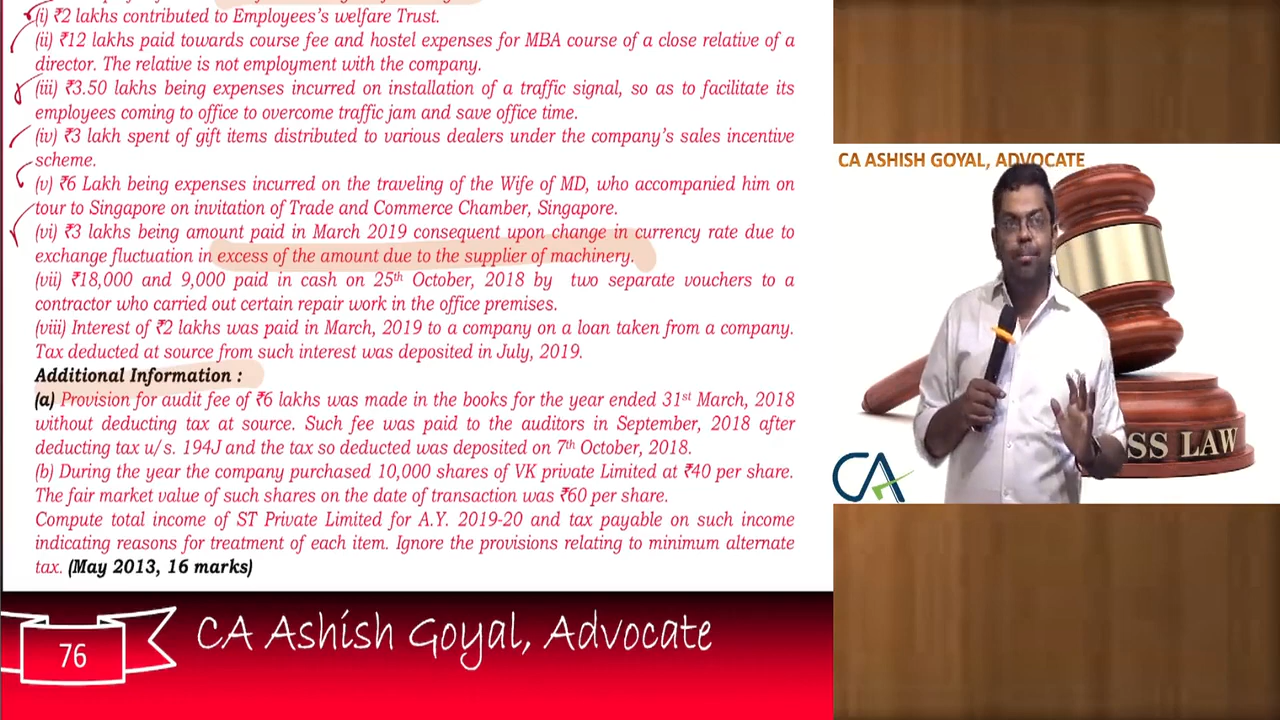 (i) ₹2 lakhs contributed to Employees's welfare Trust.
(ii) ₹12 lakhs paid towards course fee and hostel expenses for MBA course of a close relative of a
director. The relative is not employment with the company.
(iii) ₹3.50 lakhs being expenses incurred on installation of a traffic signal, so as to facilitate its
employees coming to office to overcome traffic jam and save office time.
(iv) ₹3 lakh spent of gift items distributed to various dealers under the company's sales incentive
scheme.
(v) ₹6 Lakh being expenses incurred on the traveling of the Wife of MD, who accompanied him on
tour to Singapore on invitation of Trade and Commerce Chamber, Singapore.
(vi) ₹3 lakhs being amount paid in March 2019 consequent upon change in currency rate due to
exchange fluctuation in excess of the amount due to the supplier of machinery.
(vii) ₹18,000 and 9,000 paid in cash on 25th October, 2018 by two separate vouchers to a
contractor who carried out certain repair work in the office premises.
(viii) Interest of ₹2 lakhs was paid in March, 2019 to a company on a loan taken from a company.
Tax deducted at source from such interest was deposited in July, 2019.
Additional Information :
(a) Provision for audit fee of ₹6 lakhs was made in the books for the year ended 31st March, 2018
without deducting tax at source. Such fee was paid to the auditors in September, 2018 after
deducting tax u/s. 194J and the tax so deducted was deposited on 7th October, 2018.
(b) During the year the company purchased 10,000 shares of VK private Limited at ₹40 per share.
The fair market value of such shares on the date of transaction was ₹60 per share.
Compute total income of ST Private Limited for A.Y. 2019-20 and tax payable on such income
indicating reasons for treatment of each item. Ignore the provisions relating to minimum alternate
tax. (May 2013, 16 marks)
76
CA Ashish Goyal, Advocate
CA ASHISH GOYAL, ADVOCATE
SS LAW
CA